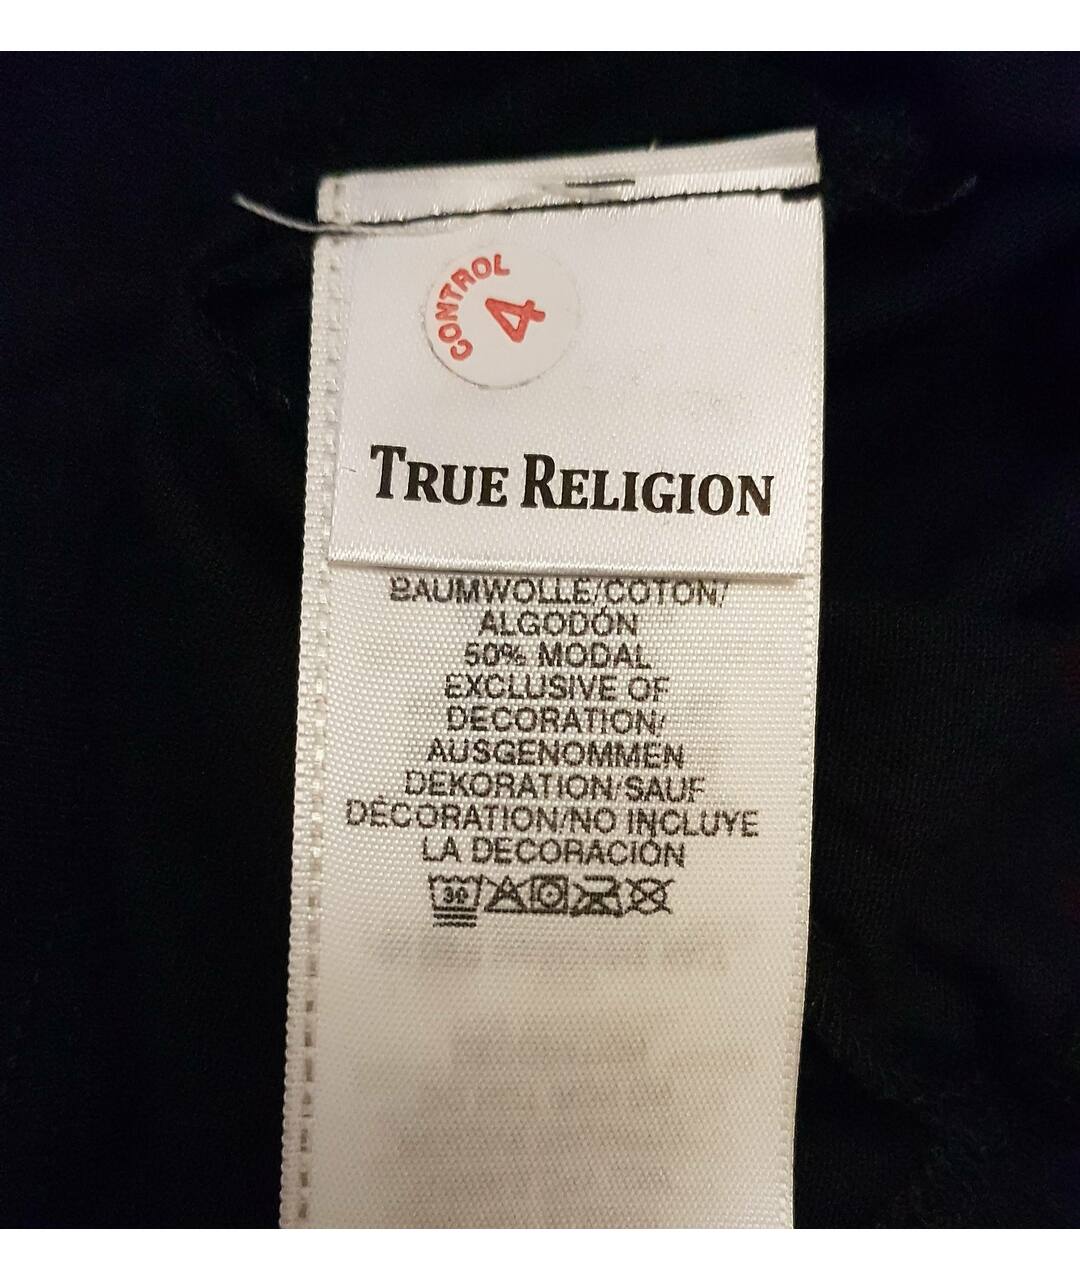 CONTROL
4
TRUE RELIGION
BAUMWOLLE/COTON/
ALGODÓN
50% MODAL
EXCLUSIVE OF
DECORATION/
AUSGENOMMEN
DEKORATION/SAUF
DÉCORATION/NO INCLUYE
LA DECORACIÓN
30